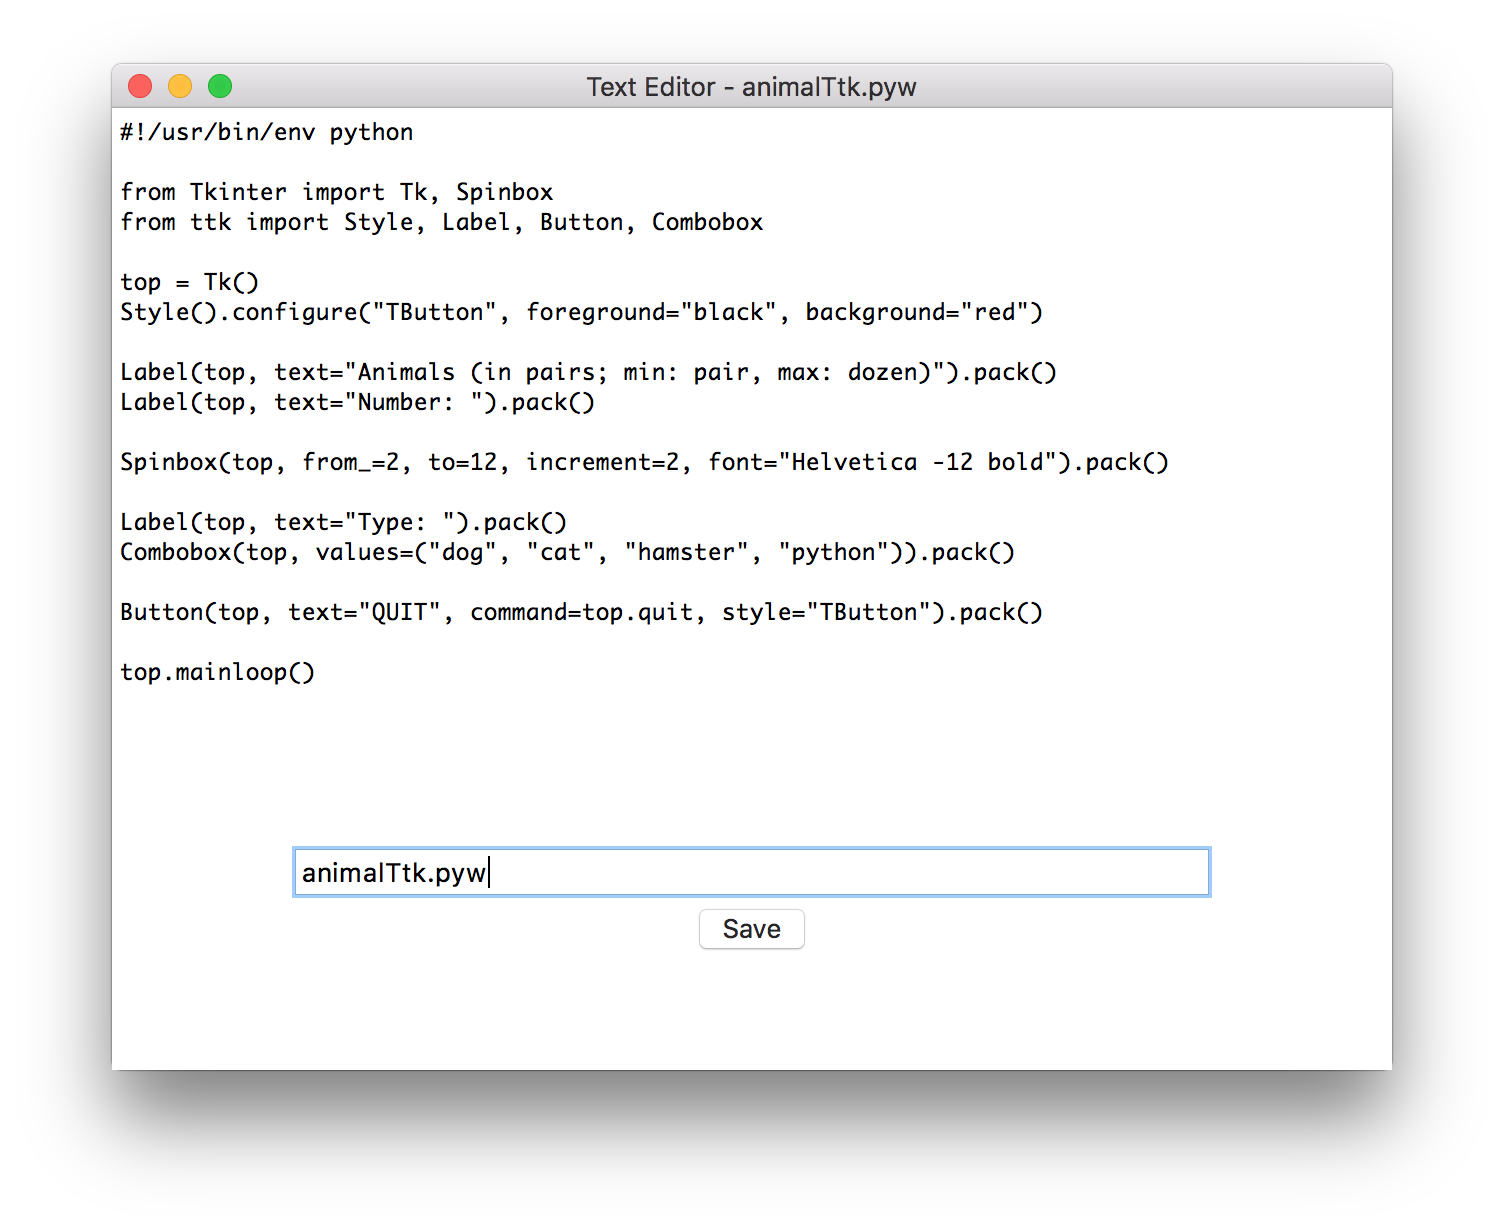 Text Editor - animalTtk.pyw
#!/usr/bin/env python
from Tkinter import Tk, Spinbox
from ttk import Style, Label, Button, Combobox
top = Tk()
Style().configure("TButton", foreground="black", background="red")
Label(top, text="Animals (in pairs; min: pair, max: dozen)").pack()
Label(top, text="Number: ").pack()
Spinbox(top, from_=2, to=12, increment=2, font="Helvetica -12 bold").pack()
Label(top, text="Type: ").pack()
Combobox(top, values=("dog", "cat", "hamster", "python")).pack()
Button(top, text="QUIT", command=top.quit, style="TButton").pack()
top.mainloop()
animalTtk.pyw
Save